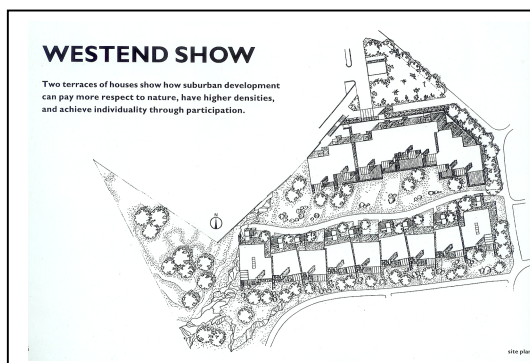 WESTEND SHOW
Two terraces of houses show how suburban development
can pay more respect to nature, have higher densities,
and achieve individuality through participation.
N
site plan